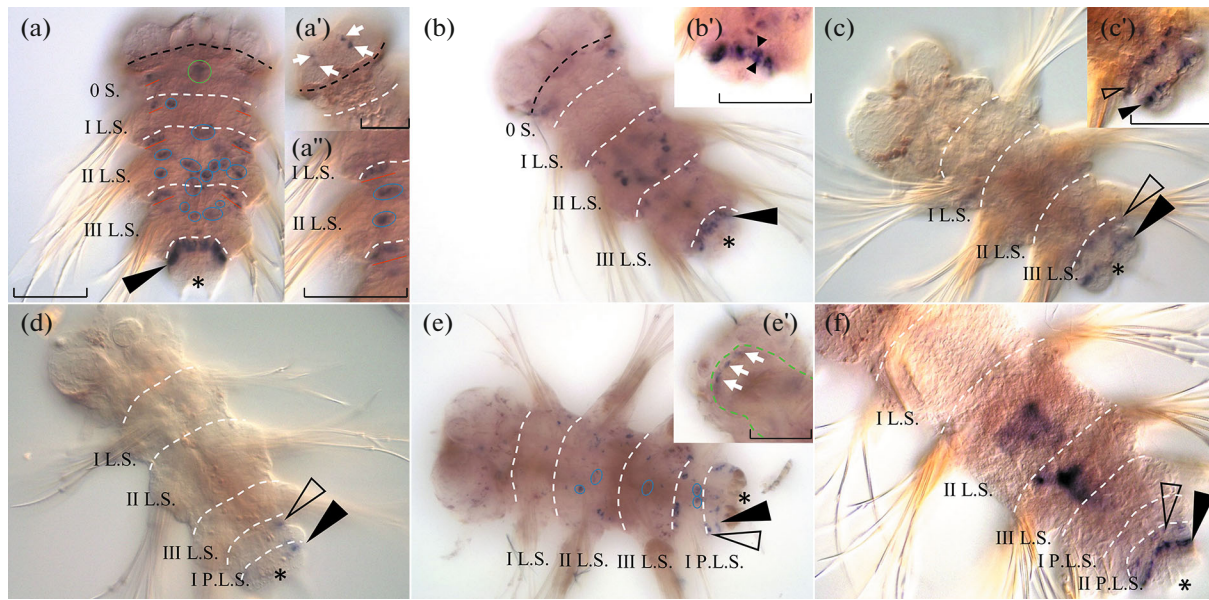 (a)
(a')
0 S.
I L.S.
II L.S.
III L.S.
*
(a'')
I L.S.
II L.S.
(b)
(b')
0 S.
I L.S.
II L.S.
III L.S.
*
(c)
(c')
I L.S.
II L.S.
III L.S.
*
(d)
I L.S.
II L.S.
III L.S.
I P.L.S.
*
(e)
(e')
I L.S.
II L.S.
III L.S.
I P.L.S.
*
(f)
I L.S.
II L.S.
III L.S.
I P.L.S.
II P.L.S.
*